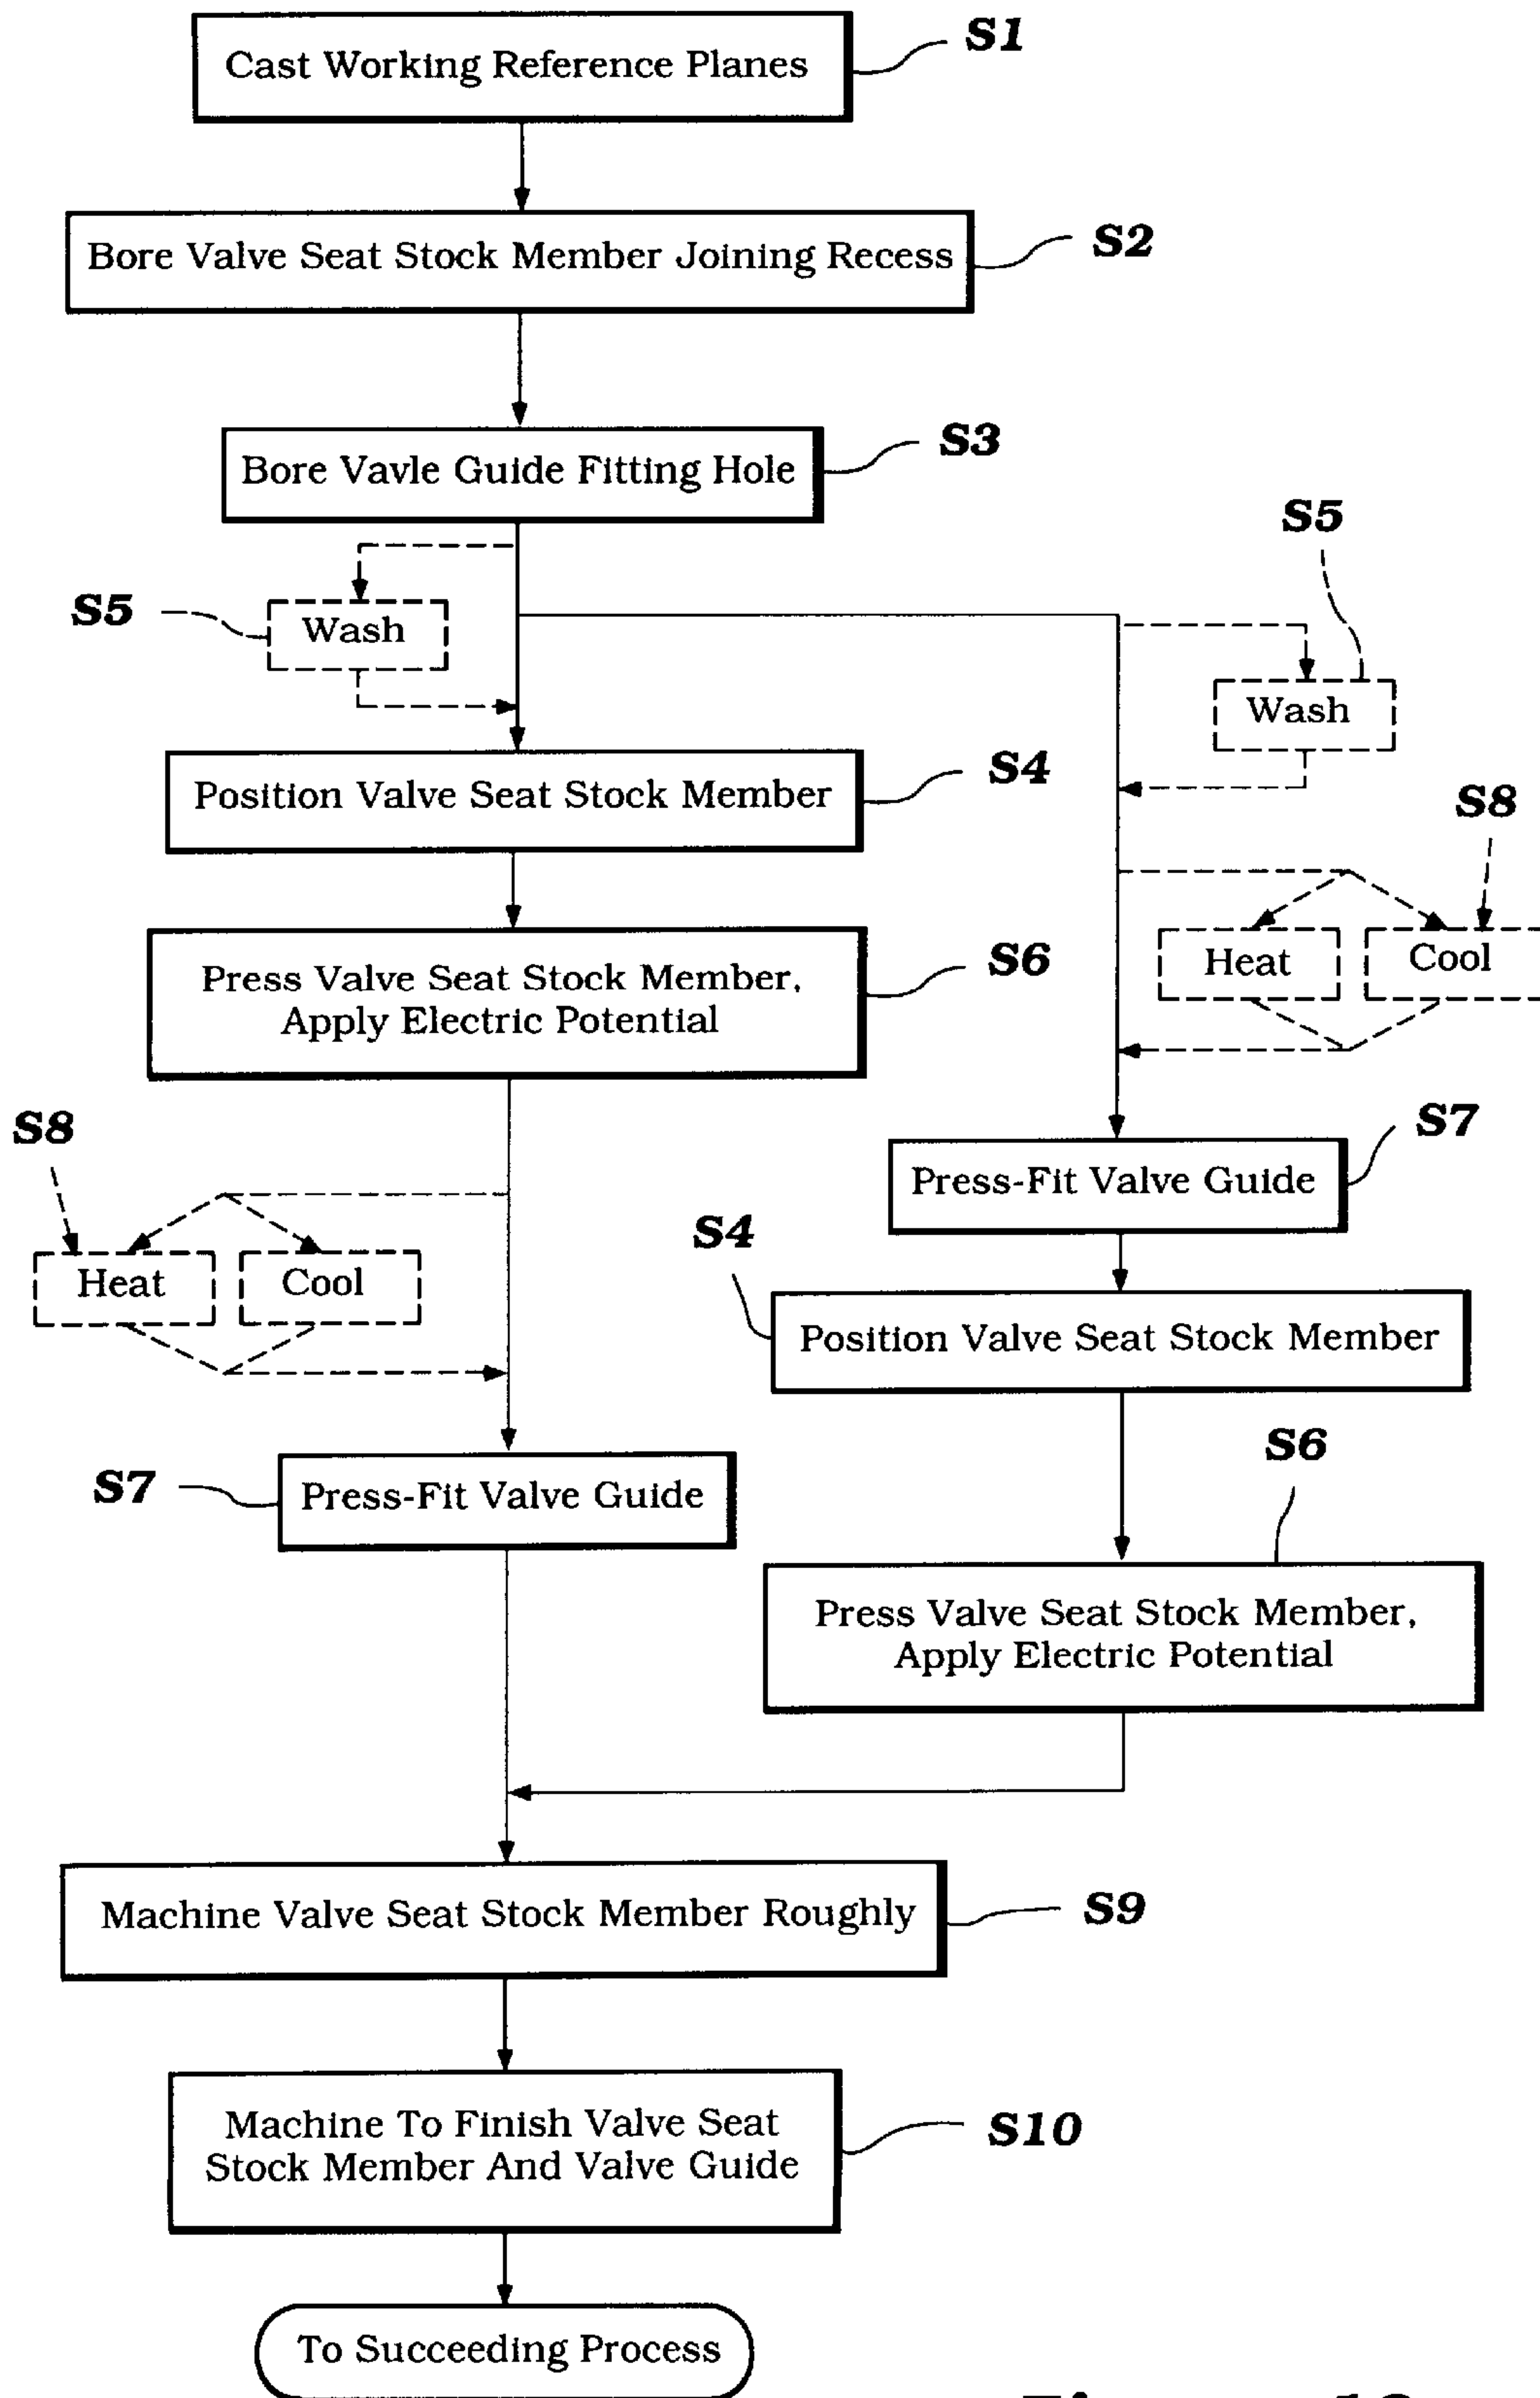 Cast Working Reference Planes
S1
Bore Valve Seat Stock Member Joining Recess
S2
Bore Vavle Guide Fitting Hole
S3
S5
Wash
S5
Wash
Position Valve Seat Stock Member
S4
S8
Heat
Cool
Press Valve Seat Stock Member,
Apply Electric Potential
S6
S8
Heat
Cool
Press-Fit Valve Guide
S7
S4
Position Valve Seat Stock Member
S7
Press-Fit Valve Guide
S6
Press Valve Seat Stock Member,
Apply Electric Potential
Machine Valve Seat Stock Member Roughly
S9
Machine To Finish Valve Seat
Stock Member And Valve Guide
S10
To Succeeding Process